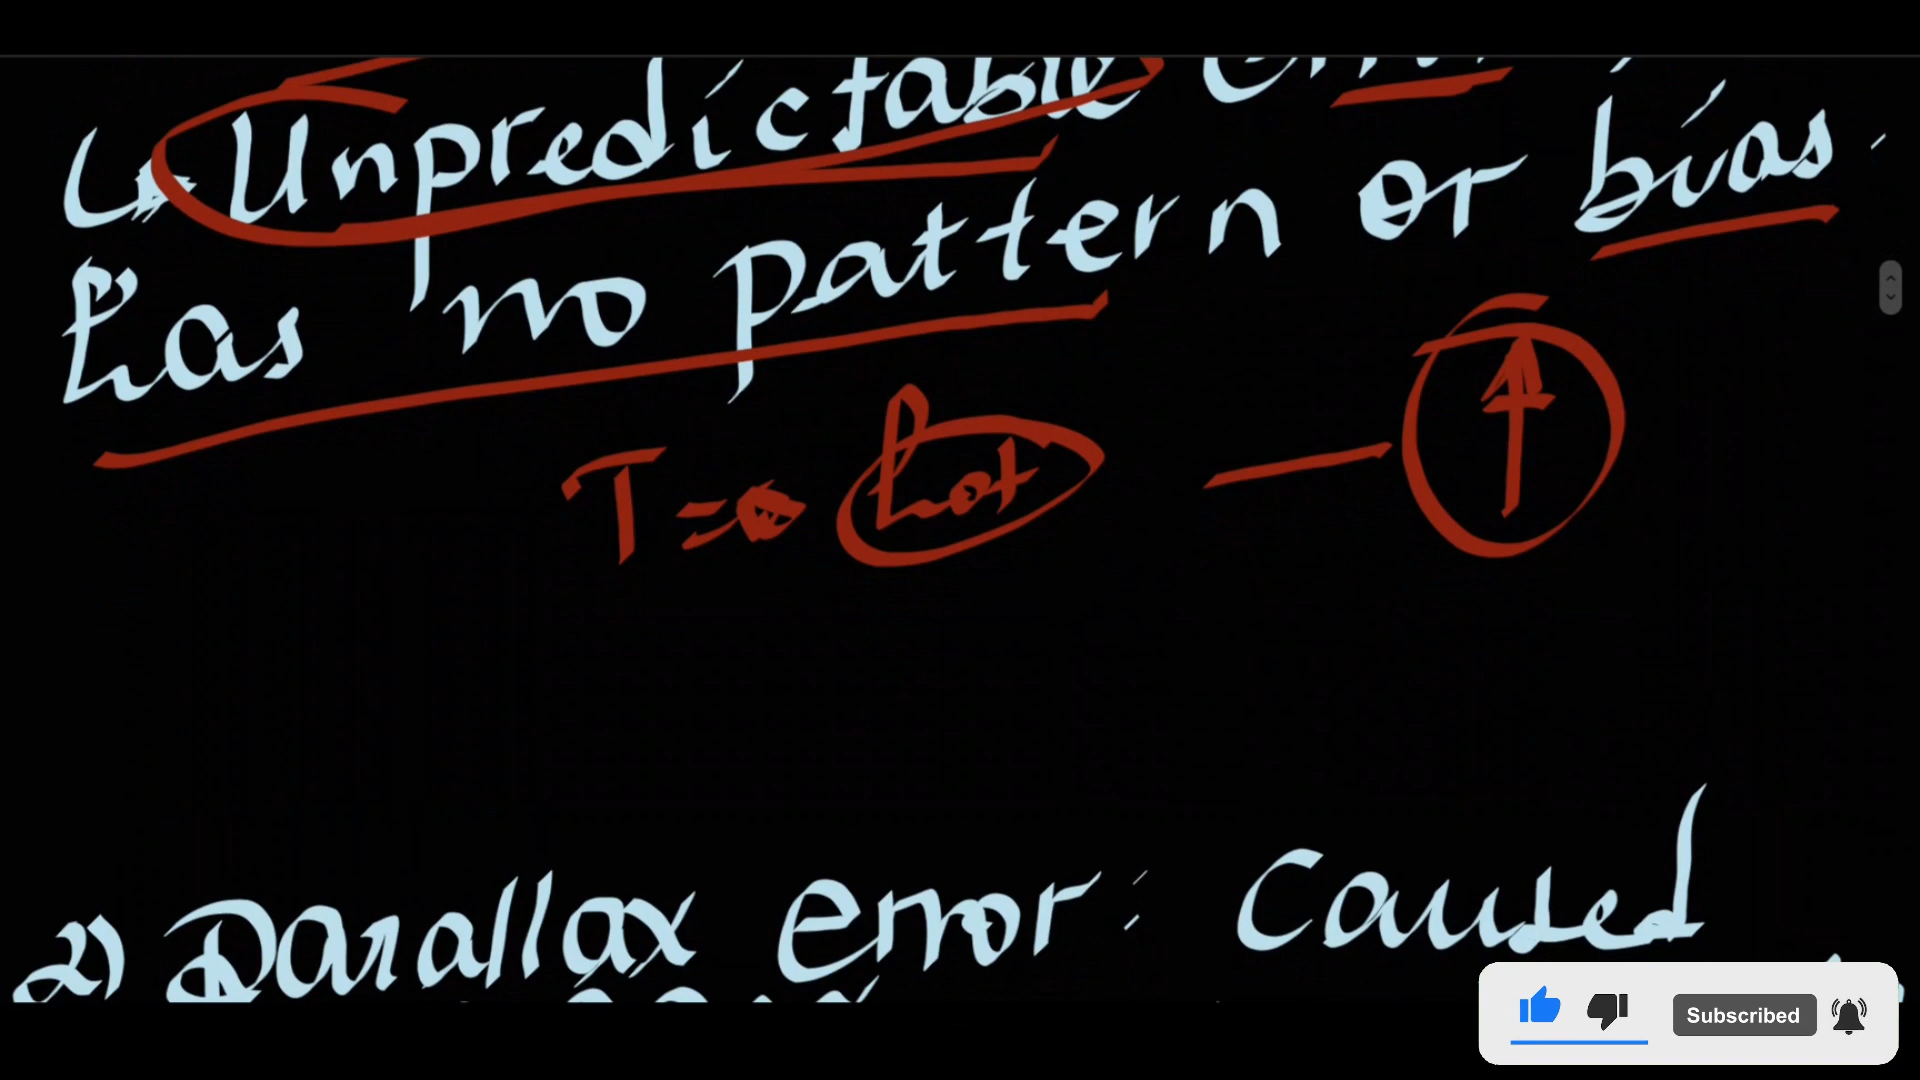 ↳ Unpredictable
has no pattern or bias.
T = hot — ↑
2) Parallax error: Caused
Subscribed